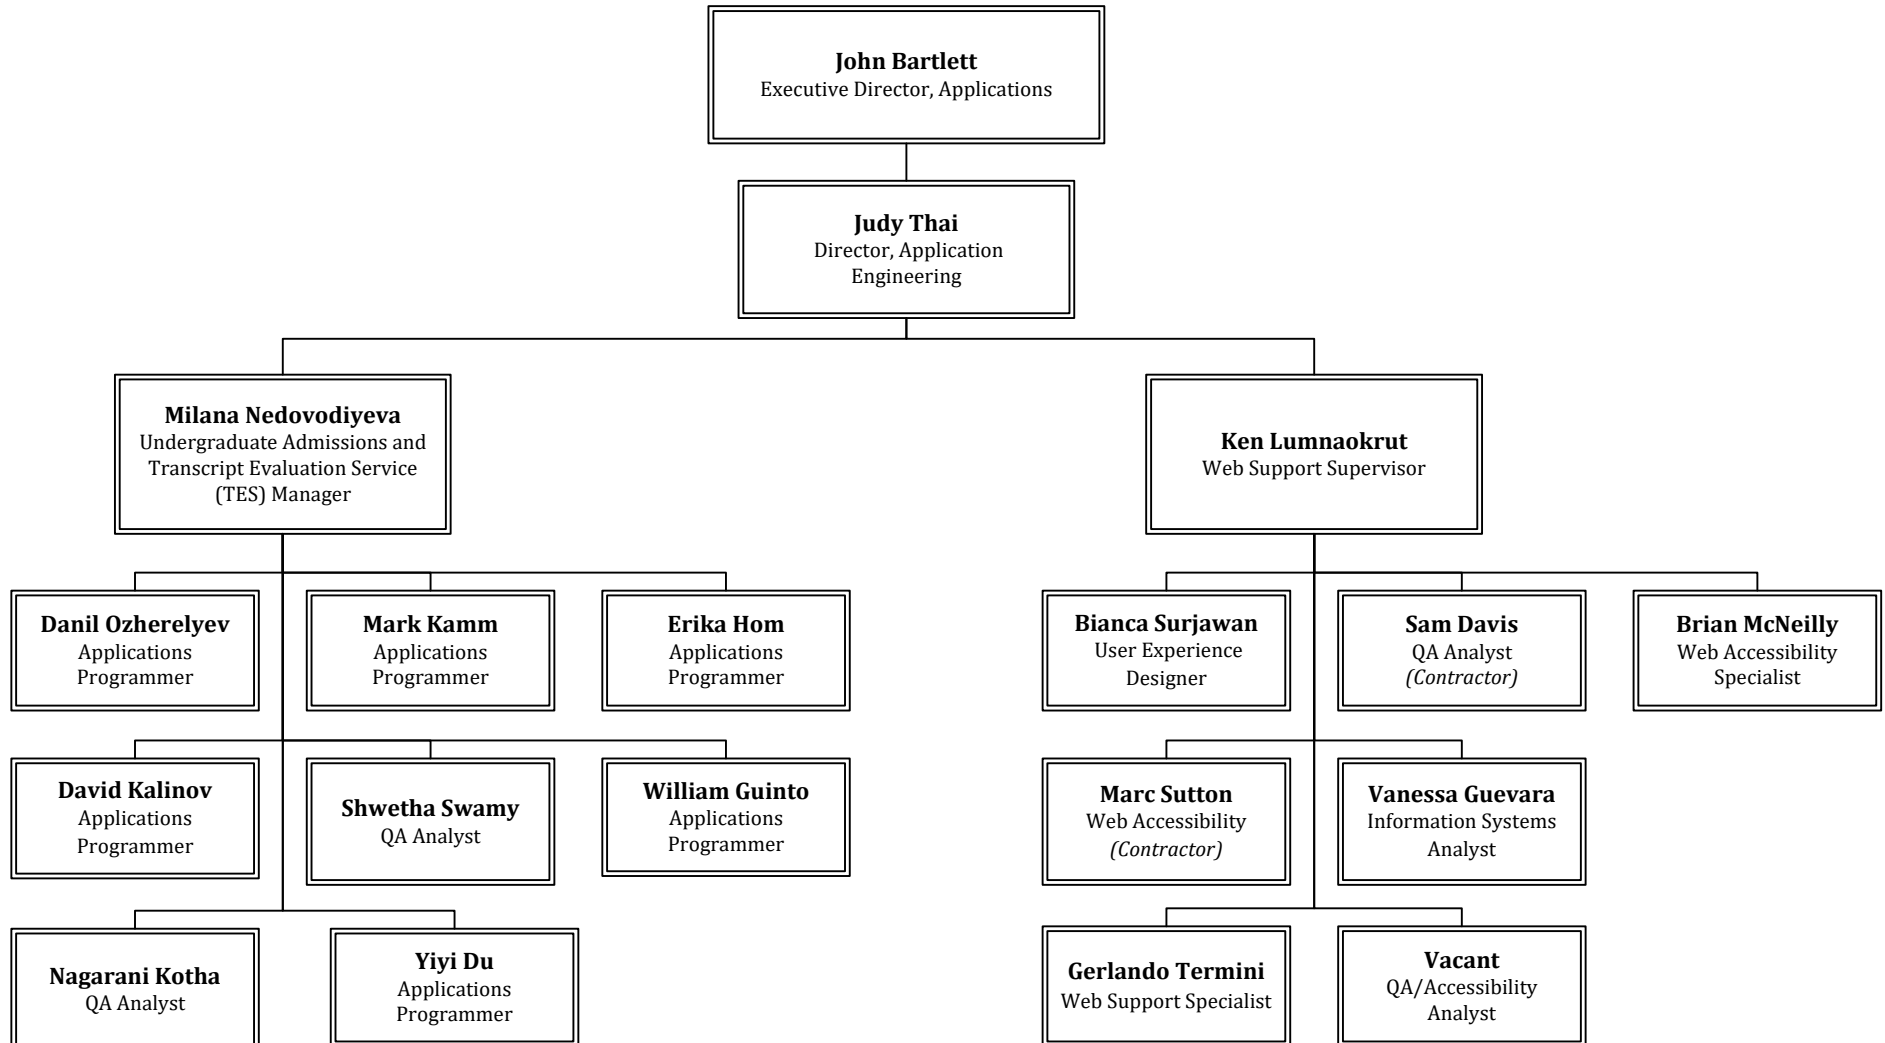 John Bartlett
Executive Director, Applications
Judy Thai
Director, Application
Engineering
Milana Nedovodiyeva
Undergraduate Admissions and
Transcript Evaluation Service
(TES) Manager
Ken Lumnaokrut
Web Support Supervisor
Danil Ozherelyev
Applications
Programmer
Mark Kamm
Applications
Programmer
Erika Hom
Applications
Programmer
Bianca Surjawan
User Experience
Designer
Sam Davis
QA Analyst
(Contractor)
Brian McNeilly
Web Accessibility
Specialist
David Kalinov
Applications
Programmer
Shwetha Swamy
QA Analyst
William Guinto
Applications
Programmer
Marc Sutton
Web Accessibility
(Contractor)
Vanessa Guevara
Information Systems
Analyst
Nagarani Kotha
QA Analyst
Yiyi Du
Applications
Programmer
Gerlando Termini
Web Support Specialist
Vacant
QA/Accessibility
Analyst